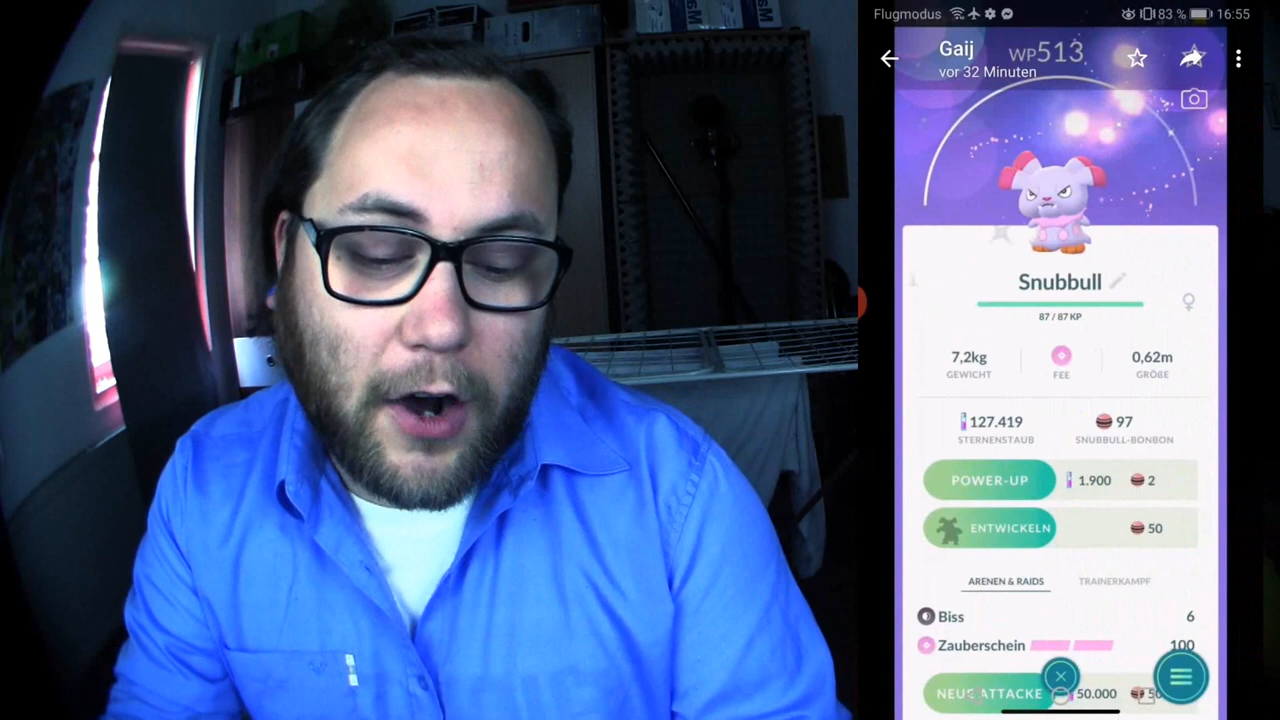 Flugmodus 83 % 16:55
Gaij WP513
vor 32 Minuten
Snubbull
87 / 87 KP
7,2kg 0,62m
GEWICHT FEE GRÖßE
127.419 97
STERNENSTAUB SNUBBULL-BONBON
POWER-UP 1.900 2
ENTWICKELN 50
ARENEN & RAIDS TRAINERKAMPF
Biss 6
Zauberschein 100
NEUE ATTACKE 50.000